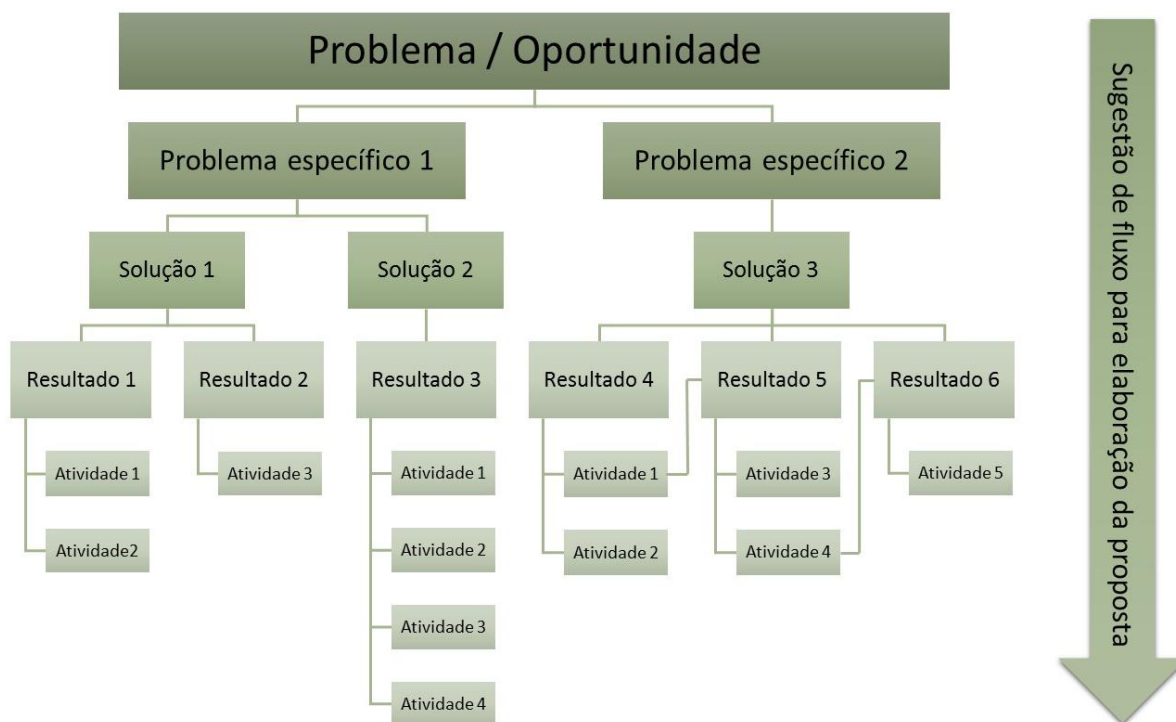 Problema / Oportunidade
Problema específico 1
Problema específico 2
Solução 1
Solução 2
Solução 3
Resultado 1
Resultado 2
Resultado 3
Resultado 4
Resultado 5
Resultado 6
Atividade 1
Atividade 3
Atividade 1
Atividade 1
Atividade 3
Atividade 5
Atividade2
Atividade 2
Atividade 2
Atividade 4
Atividade 3
Atividade 4
Sugestão de fluxo para elaboração da proposta